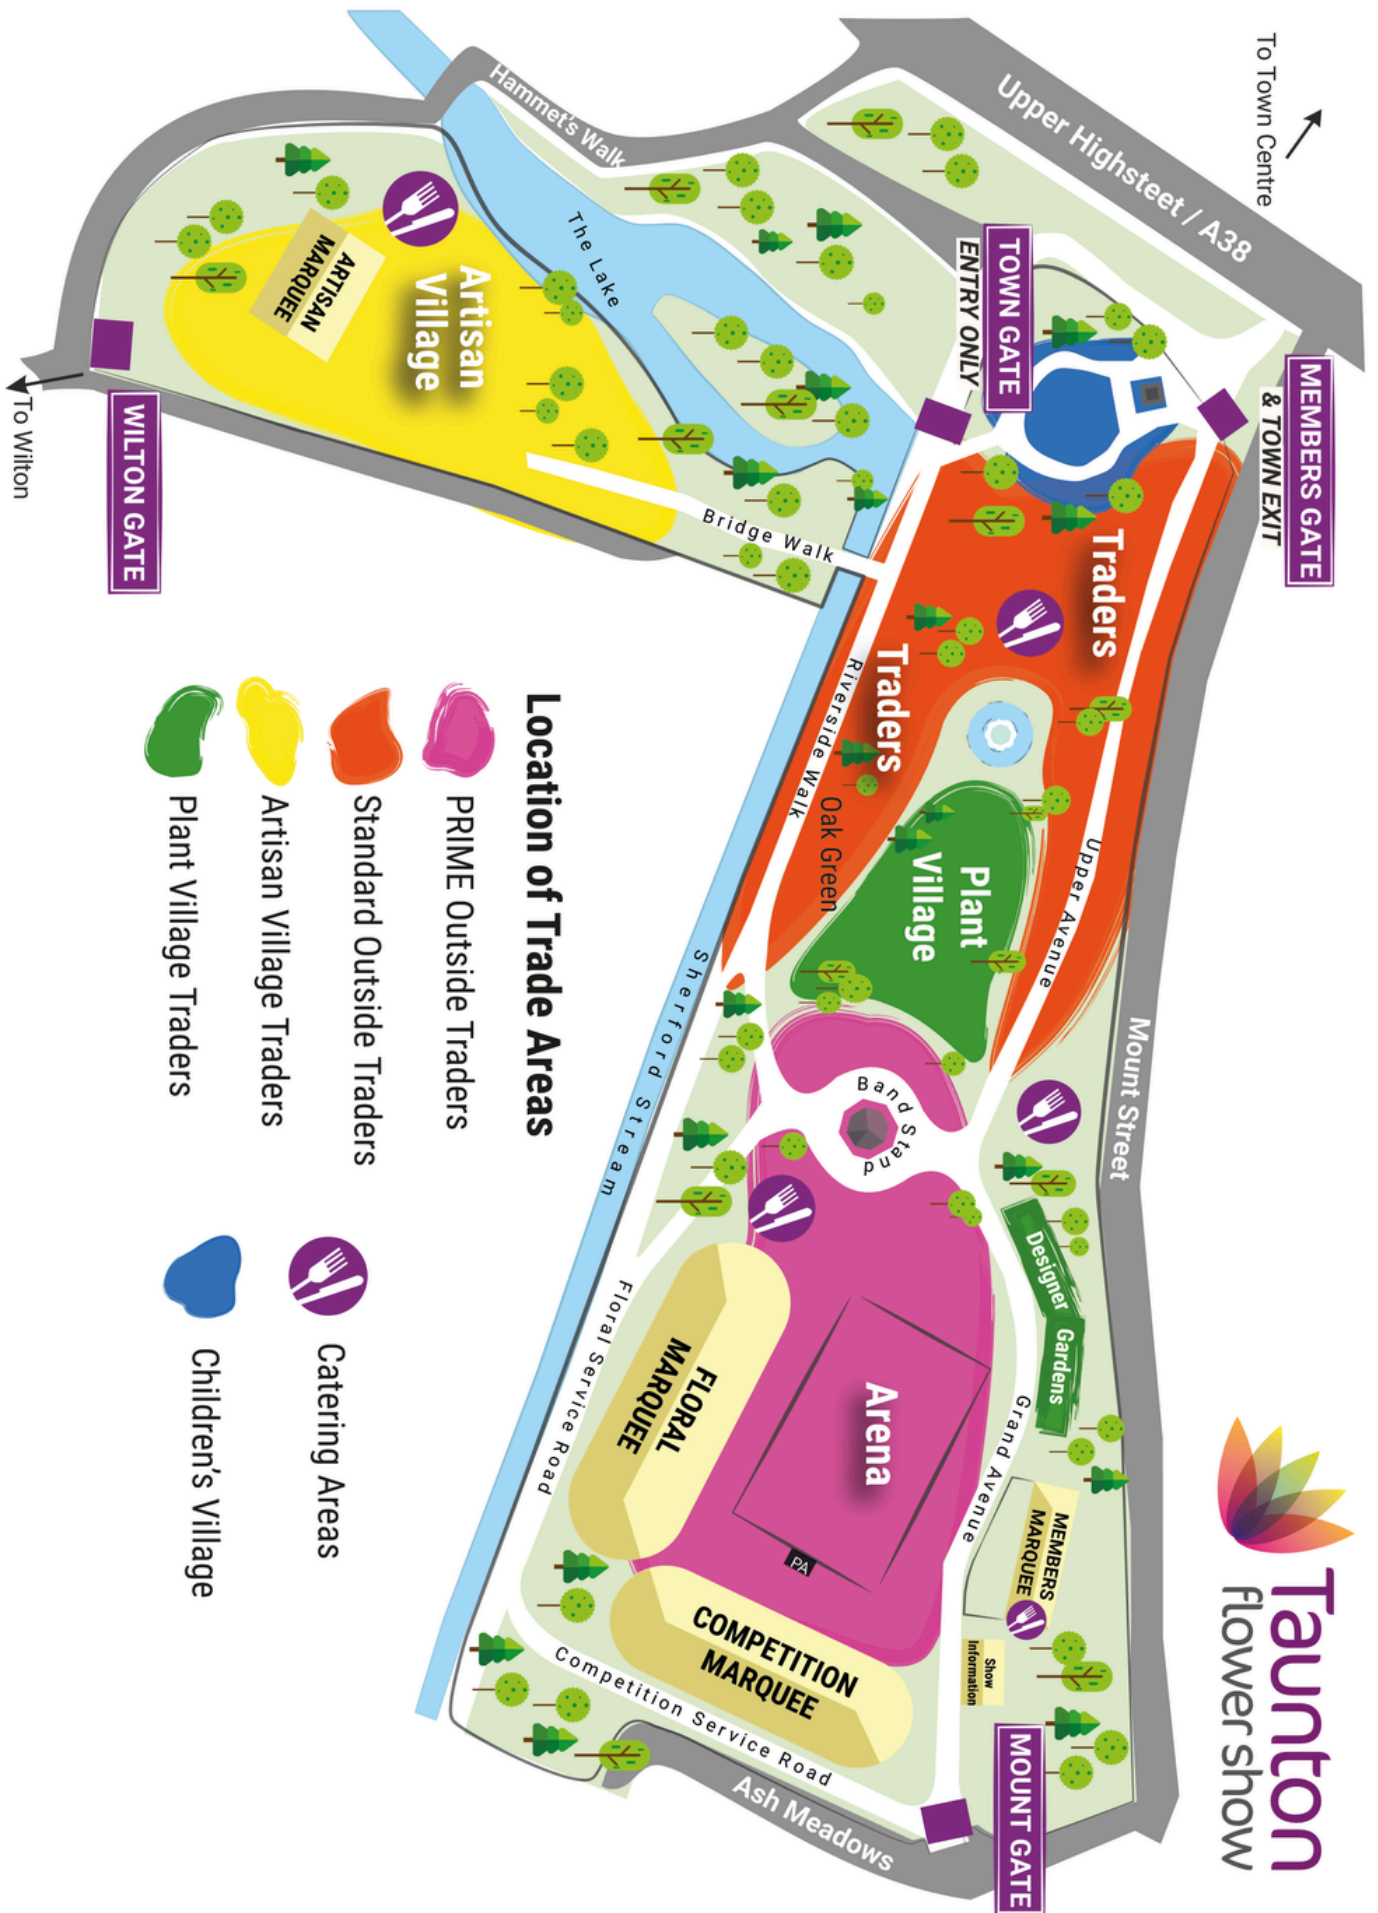 Taunton
flower show
To Town Centre
Upper Highsteet / A38
Hammet's Walk
MEMBERS GATE
& TOWN EXIT
TOWN GATE
ENTRY ONLY
The Lake
ARTISAN
MARQUEE
Artisan
Village
To Wilton
WILTON GATE
Bridge Walk
Traders
Traders
Riverside Walk
Oak Green
Plant
Village
Upper Avenue
Mount Street
Sherford Stream
Band Stand
Designer
Gardens
Grand Avenue
Arena
PA
FLORAL
MARQUEE
Floral Service Road
MEMBERS
MARQUEE
Show
Information
COMPETITION
MARQUEE
Competition Service Road
Ash Meadows
MOUNT GATE
Location of Trade Areas
PRIME Outside Traders
Standard Outside Traders
Artisan Village Traders
Plant Village Traders
Catering Areas
Children's Village